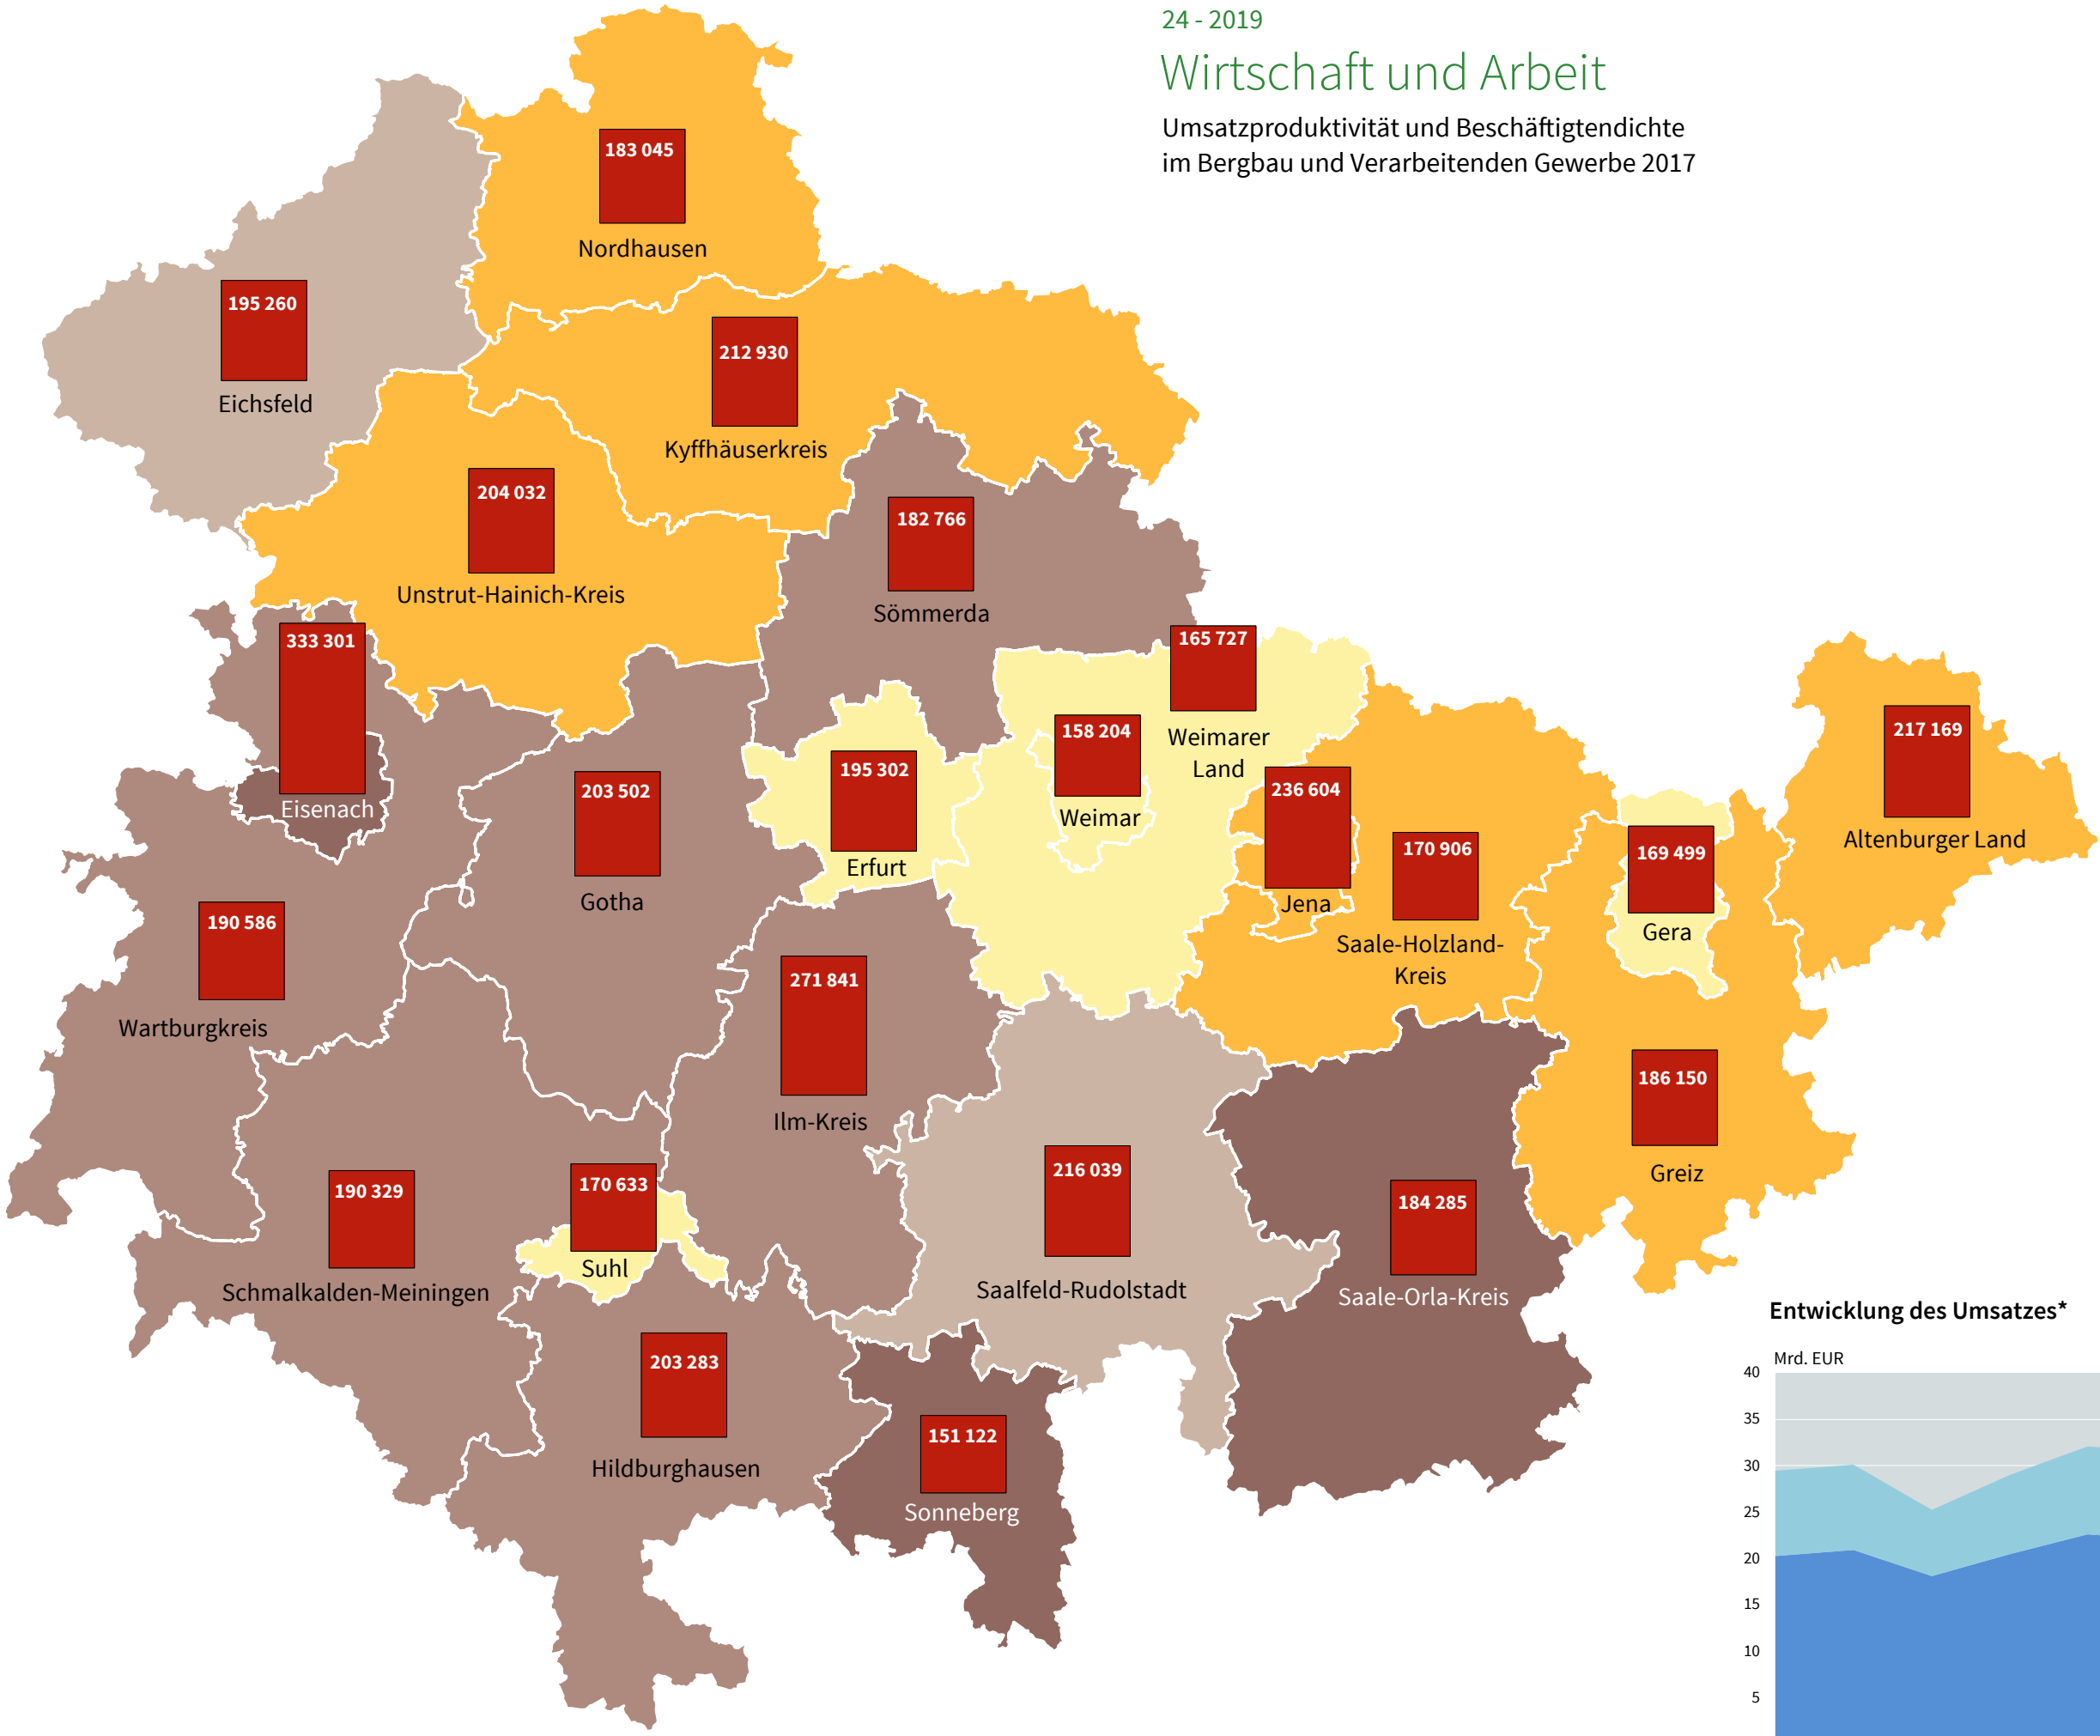 24 - 2019
Wirtschaft und Arbeit
Umsatzproduktivität und Beschäftigtendichte
im Bergbau und Verarbeitenden Gewerbe 2017
183 045
Nordhausen
195 260
Eichsfeld
212 930
Kyffhäuserkreis
204 032
Unstrut-Hainich-Kreis
182 766
Sömmerda
333 301
Eisenach
165 727
Weimarer
Land
158 204
Weimar
195 302
Erfurt
203 502
Gotha
236 604
Jena
170 906
Saale-Holzland-
Kreis
169 499
Gera
217 169
Altenburger Land
190 586
Wartburgkreis
271 841
Ilm-Kreis
186 150
Greiz
190 329
Schmalkalden-Meiningen
170 633
Suhl
216 039
Saalfeld-Rudolstadt
184 285
Saale-Orla-Kreis
203 283
Hildburghausen
151 122
Sonneberg
Entwicklung des Umsatzes*
Mrd. EUR
40
35
30
25
20
15
10
5